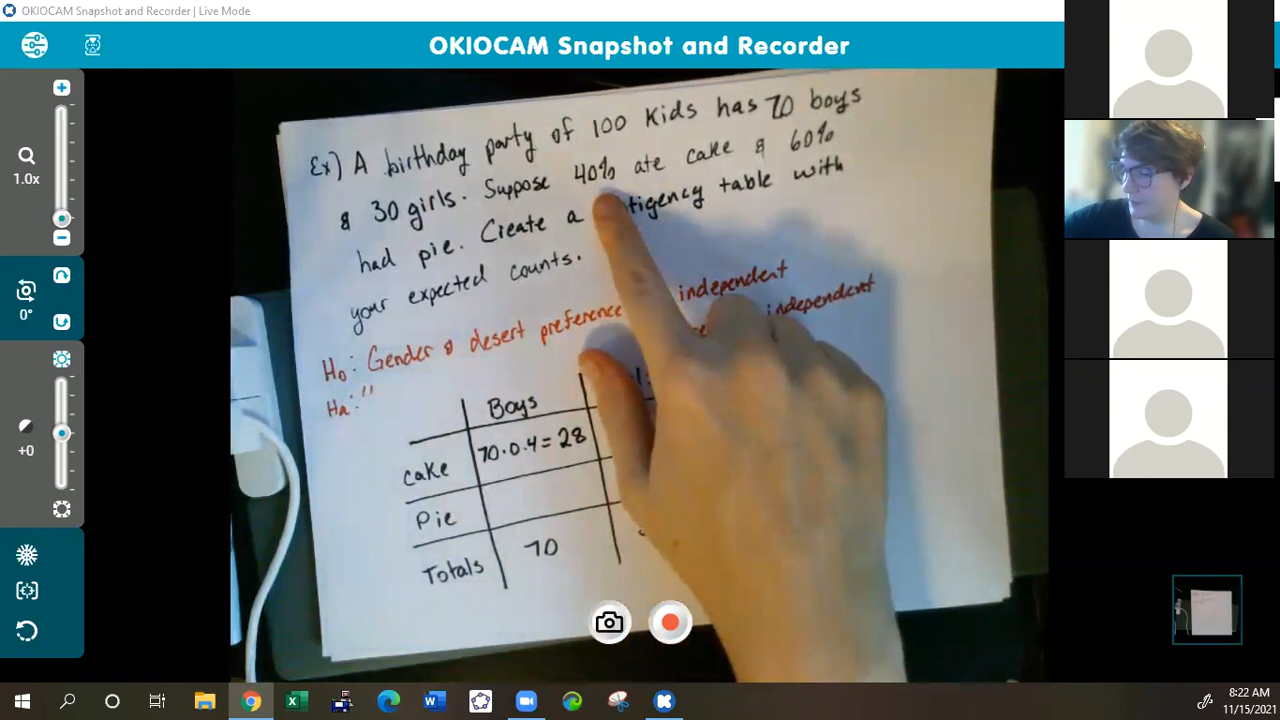 OKIOCAM Snapshot and Recorder | Live Mode
OKIOCAM Snapshot and Recorder
1.0x
0°
+0
Ex) A birthday party of 100 Kids has 70 boys
& 30 girls. Suppose 40% ate cake & 60%
had pie. Create a tigency table with
your expected counts.
Ho: Gender & desert preference independent
Ha: " independent
Boys
cake 70·0.4=28
Pie
Totals 70
8:22 AM
11/15/2021